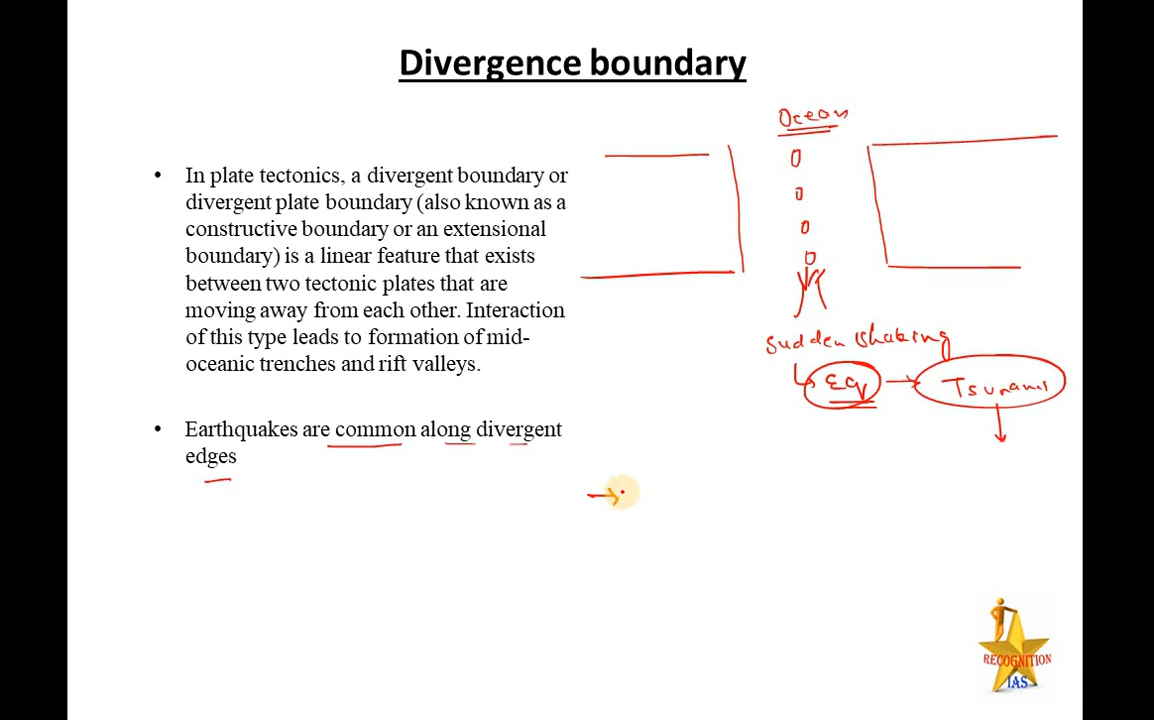 Divergence boundary
• In plate tectonics, a divergent boundary or
divergent plate boundary (also known as a
constructive boundary or an extensional
boundary) is a linear feature that exists
between two tectonic plates that are
moving away from each other. Interaction
of this type leads to formation of mid-
oceanic trenches and rift valleys.
• Earthquakes are common along divergent
edges
Ocean
Sudden shaking
Eq
Tsunami
RECOGNITION
IAS